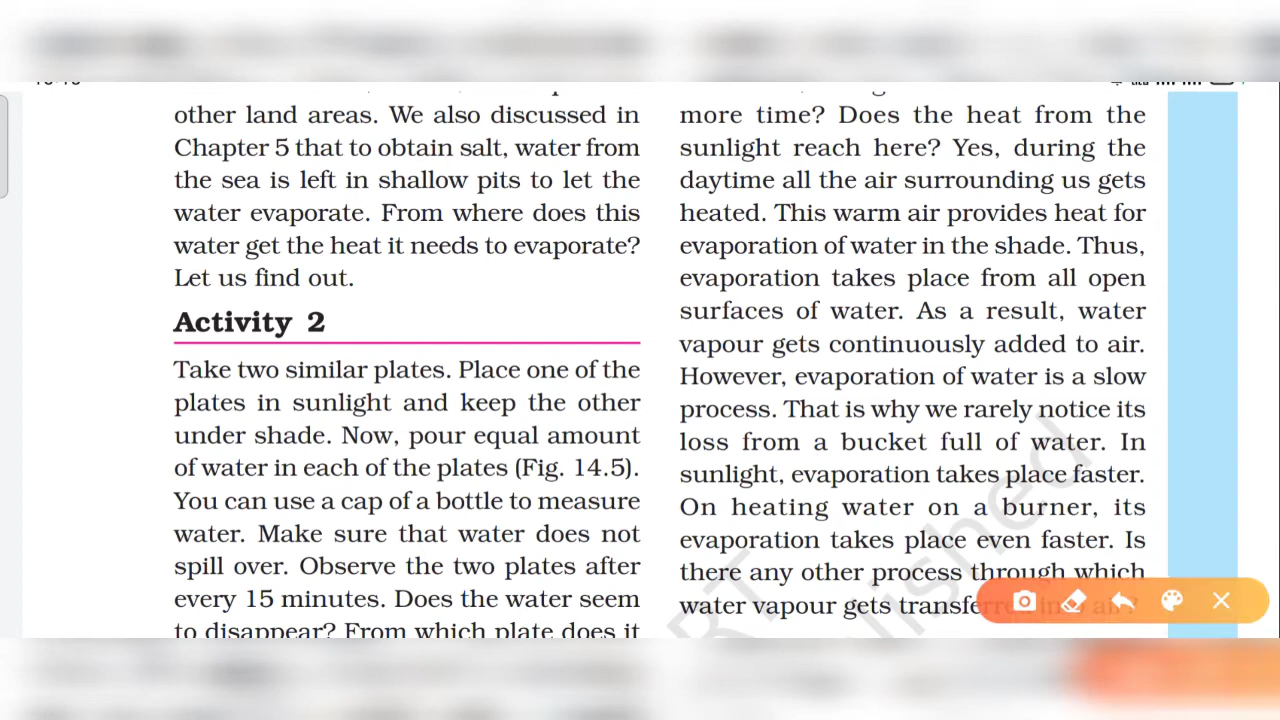 other land areas. We also discussed in
Chapter 5 that to obtain salt, water from
the sea is left in shallow pits to let the
water evaporate. From where does this
water get the heat it needs to evaporate?
Let us find out.
Activity 2
Take two similar plates. Place one of the
plates in sunlight and keep the other
under shade. Now, pour equal amount
of water in each of the plates (Fig. 14.5).
You can use a cap of a bottle to measure
water. Make sure that water does not
spill over. Observe the two plates after
every 15 minutes. Does the water seem
to disappear? From which plate does it
more time? Does the heat from the
sunlight reach here? Yes, during the
daytime all the air surrounding us gets
heated. This warm air provides heat for
evaporation of water in the shade. Thus,
evaporation takes place from all open
surfaces of water. As a result, water
vapour gets continuously added to air.
However, evaporation of water is a slow
process. That is why we rarely notice its
loss from a bucket full of water. In
sunlight, evaporation takes place faster.
On heating water on a burner, its
evaporation takes place even faster. Is
there any other process through which
water vapour gets transferred into air?